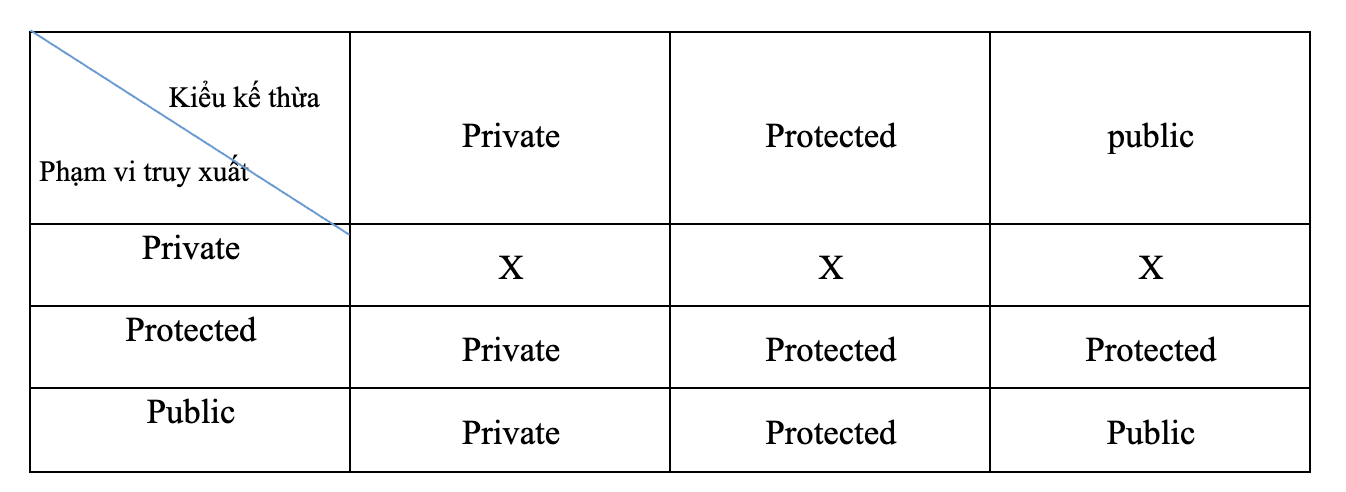 Kiểu kế thừa
Phạm vi truy xuất
Private Protected public
Private X X X
Protected Private Protected Protected
Public Private Protected Public